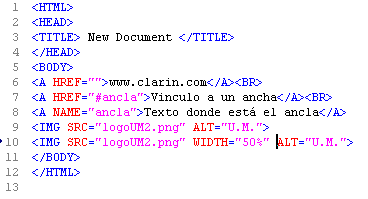 1 <HTML>
2 <HEAD>
3 <TITLE> New Document </TITLE>
4 </HEAD>
5 <BODY>
6 <A HREF="">www.clarin.com</A><BR>
7 <A HREF="#ancla">Vinculo a un ancha</A><BR>
8 <A NAME="ancla">Texto donde está el ancla</A>
9 <IMG SRC="logoUM2.png" ALT="U.M.">
10 <IMG SRC="logoUM2.png" WIDTH="50%" ALT="U.M.">
11 </BODY>
12 </HTML>
13